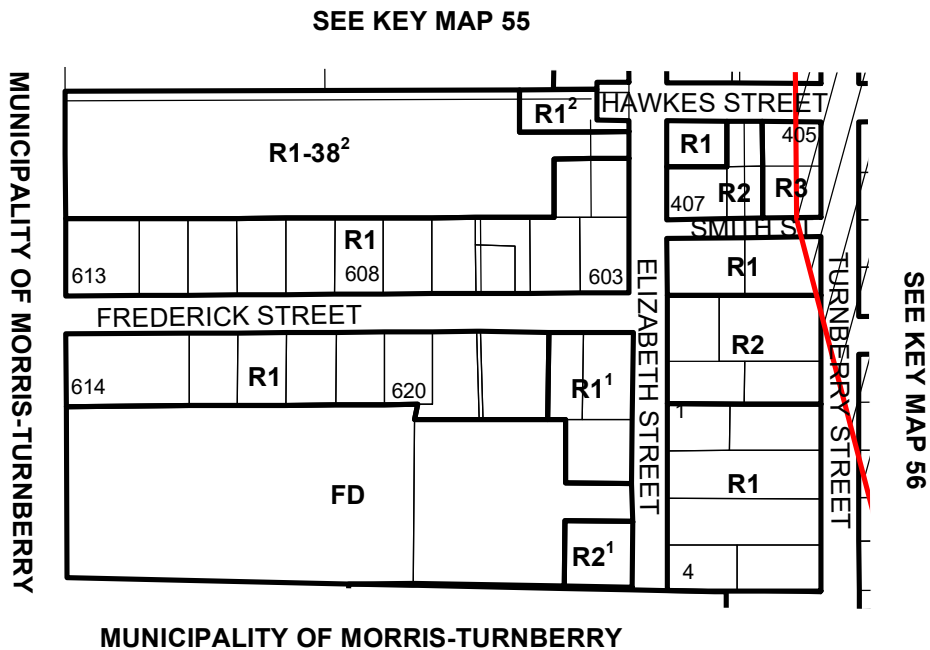 SEE KEY MAP 55
MUNICIPALITY OF MORRIS-TURNBERRY
HAWKES STREET
R1²
R1-38²
R1
405
R2
R3
407
SMITH ST
R1
608
613
603
R1
ELIZABETH STREET
TURNBERRY STREET
SEE KEY MAP 56
FREDERICK STREET
R2
614
R1
620
R1¹
1
R1
FD
R2¹
4
MUNICIPALITY OF MORRIS-TURNBERRY